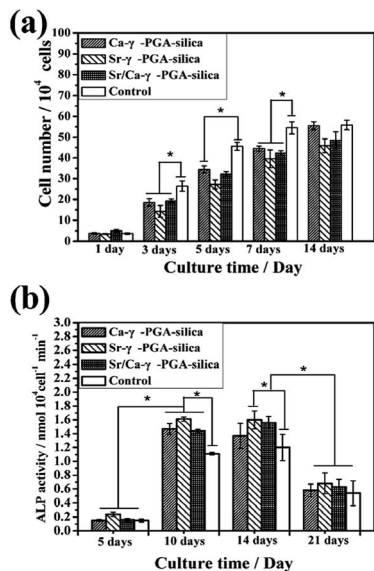 (a)
Cell number / 10⁴ cells
100
90
80
70
60
50
40
30
20
10
0
Ca-γ -PGA-silica
Sr-γ -PGA-silica
Sr/Ca-γ -PGA-silica
Control
*
*
*
1 day 3 days 5 days 7 days 14 days
Culture time / Day
(b)
ALP activity / nmol 10⁴cell⁻¹ min⁻¹
3.0
2.8
2.6
2.4
2.2
2.0
1.8
1.6
1.4
1.2
1.0
0.8
0.6
0.4
0.2
0.0
Ca-γ -PGA-silica
Sr-γ -PGA-silica
Sr/Ca-γ -PGA-silica
Control
*
*
*
*
5 days 10 days 14 days 21 days
Culture time / Day